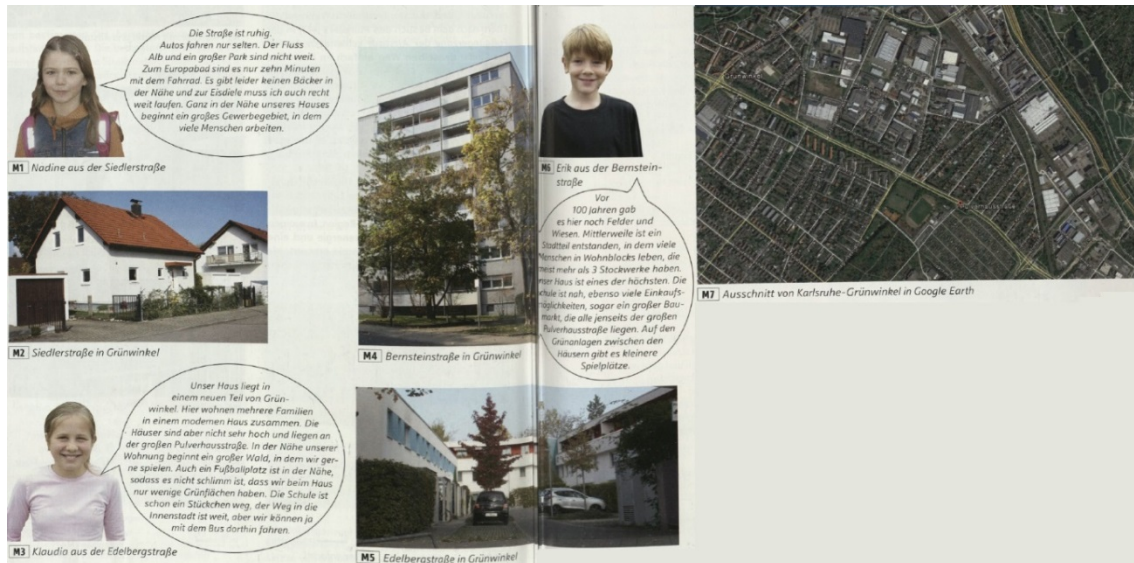 Die Straße ist ruhig.
Autos fahren nur selten. Der Fluss
Alb und ein großer Park sind nicht weit.
Zum Europabad sind es nur zehn Minuten
mit dem Fahrrad. Es gibt leider keinen Bäcker in
der Nähe und zur Eisdiele muss ich auch recht
weit laufen. Ganz in der Nähe unseres Hauses
beginnt ein großes Gewerbegebiet, in dem
viele Menschen arbeiten.
M1 Nadine aus der Siedlerstraße
M2 Siedlerstraße in Grünwinkel
Unser Haus liegt in
einem neuen Teil von Grün-
winkel. Hier wohnen mehrere Familien
in einem modernen Haus zusammen. Die
Häuser sind aber nicht sehr hoch und liegen an
der großen Pulverhausstraße. In der Nähe unserer
Wohnung beginnt ein großer Wald, in dem wir ger-
ne spielen. Auch ein Fußballplatz ist in der Nähe,
sodass es nicht schlimm ist, dass wir beim Haus
nur wenige Grünflächen haben. Die Schule ist
schon ein Stückchen weg, der Weg in die
Innenstadt ist weit, aber wir können ja
mit dem Bus dorthin fahren.
M3 Klaudia aus der Edelbergstraße
M4 Bernsteinstraße in Grünwinkel
M5 Edelbergstraße in Grünwinkel
M6 Erik aus der Bernstein-
straße
Vor
100 Jahren gab
es hier noch Felder und
Wiesen. Mittlerweile ist ein
Stadtteil entstanden, in dem viele
Menschen in Wohnblocks leben, die
meist mehr als 3 Stockwerke haben.
Unser Haus ist eines der höchsten. Die
Schule ist nah, ebenso viele Einkaufs-
möglichkeiten, sogar ein großer Bau-
markt, die alle jenseits der großen
Pulverhausstraße liegen. Auf den
Grünanlagen zwischen den
Häusern gibt es kleinere
Spielplätze.
M7 Ausschnitt von Karlsruhe-Grünwinkel in Google Earth